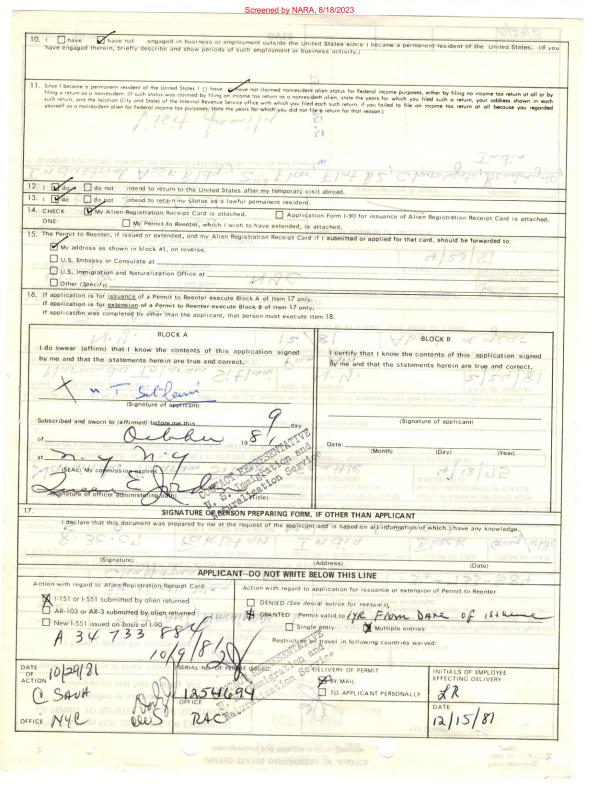 Screened by NARA, 8/18/2023
10. I have have not engaged in business or employment outside the United States since I became a permanent resident of the United States. (If you
have engaged therein, briefly describe and show periods of such employment or business activity.)
11. Since I became a permanent resident of the United States I have have not claimed nonresident alien status for Federal income purposes, either by filing no income tax return at all or by
filing a return as a nonresident. (If such status was claimed by filing an income tax return as a nonresident alien, state the years for which you filed such a return, your address shown in each
such return, and the location (City and State) of the Internal Revenue Service office with which you filed each such return; if you failed to file an income tax return at all because you regarded
yourself as a nonresident alien for Federal income tax purposes, state the years for which you did not file a return for that reason.)
12. I do do not intend to return to the United States after my temporary visit abroad.
13. I do do not intend to retain my status as a lawful permanent resident.
14. CHECK My Alien Registration Receipt Card is attached. Application Form I-90 for issuance of Alien Registration Receipt Card is attached.
ONE: My Permit to Reenter, which I wish to have extended, is attached.
15. The Permit to Reenter, if issued or extended, and my Alien Registration Receipt Card if I submitted or applied for that card, should be forwarded to:
My address as shown in block #1, on reverse.
U.S. Embassy or Consulate at
U.S. Immigration and Naturalization Office at
Other (Specify)
16. If application is for issuance of a Permit to Reenter execute Block A of Item 17 only.
If application is for extension of a Permit to Reenter execute Block B of Item 17 only.
If application was completed by other than the applicant, that person must execute Item 18.
BLOCK A
I do swear (affirm) that I know the contents of this application signed
by me and that the statements herein are true and correct.
X
(Signature of applicant)
Subscribed and sworn to (affirmed) before me this 9 day
of October 1981
at N.Y. N.Y
(SEAL) My commission expires
(Signature of officer administering oath) (Title)
CONTACT REPRESENTATIVE
U. S. Immigration and
Naturalization Service
BLOCK B
I certify that I know the contents of this application signed
by me and that the statements herein are true and correct.
(Signature of applicant)
Date:
(Month) (Day) (Year)
17. SIGNATURE OF PERSON PREPARING FORM, IF OTHER THAN APPLICANT
I declare that this document was prepared by me at the request of the applicant and is based on all information of which I have any knowledge.
(Signature) (Address) (Date)
APPLICANT—DO NOT WRITE BELOW THIS LINE
Action with regard to Alien Registration Receipt Card
X I-151 or I-551 submitted by alien returned
AR-103 or AR-3 submitted by alien returned
New I-551 issued on basis of I-90
A 34 733 884
10/9/81
Action with regard to application for issuance or extension of Permit to Reenter
DENIED (See denial notice for reasons)
GRANTED Permit valid to 1YR FROM DATE OF ISSUANCE
Single entry X Multiple entries
Restriction on travel in following countries waived:
CONTACT REPRESENTATIVE
U. S. Immigration and
Naturalization Service
DATE OF ACTION 10/29/81
OFFICE NYC
SERIAL NO. OF PERMIT ISSUED
1254694
OFFICE
RAC
DELIVERY OF PERMIT
X BY MAIL
TO APPLICANT PERSONALLY
INITIALS OF EMPLOYEE
EFFECTING DELIVERY
LR
DATE
12/15/81